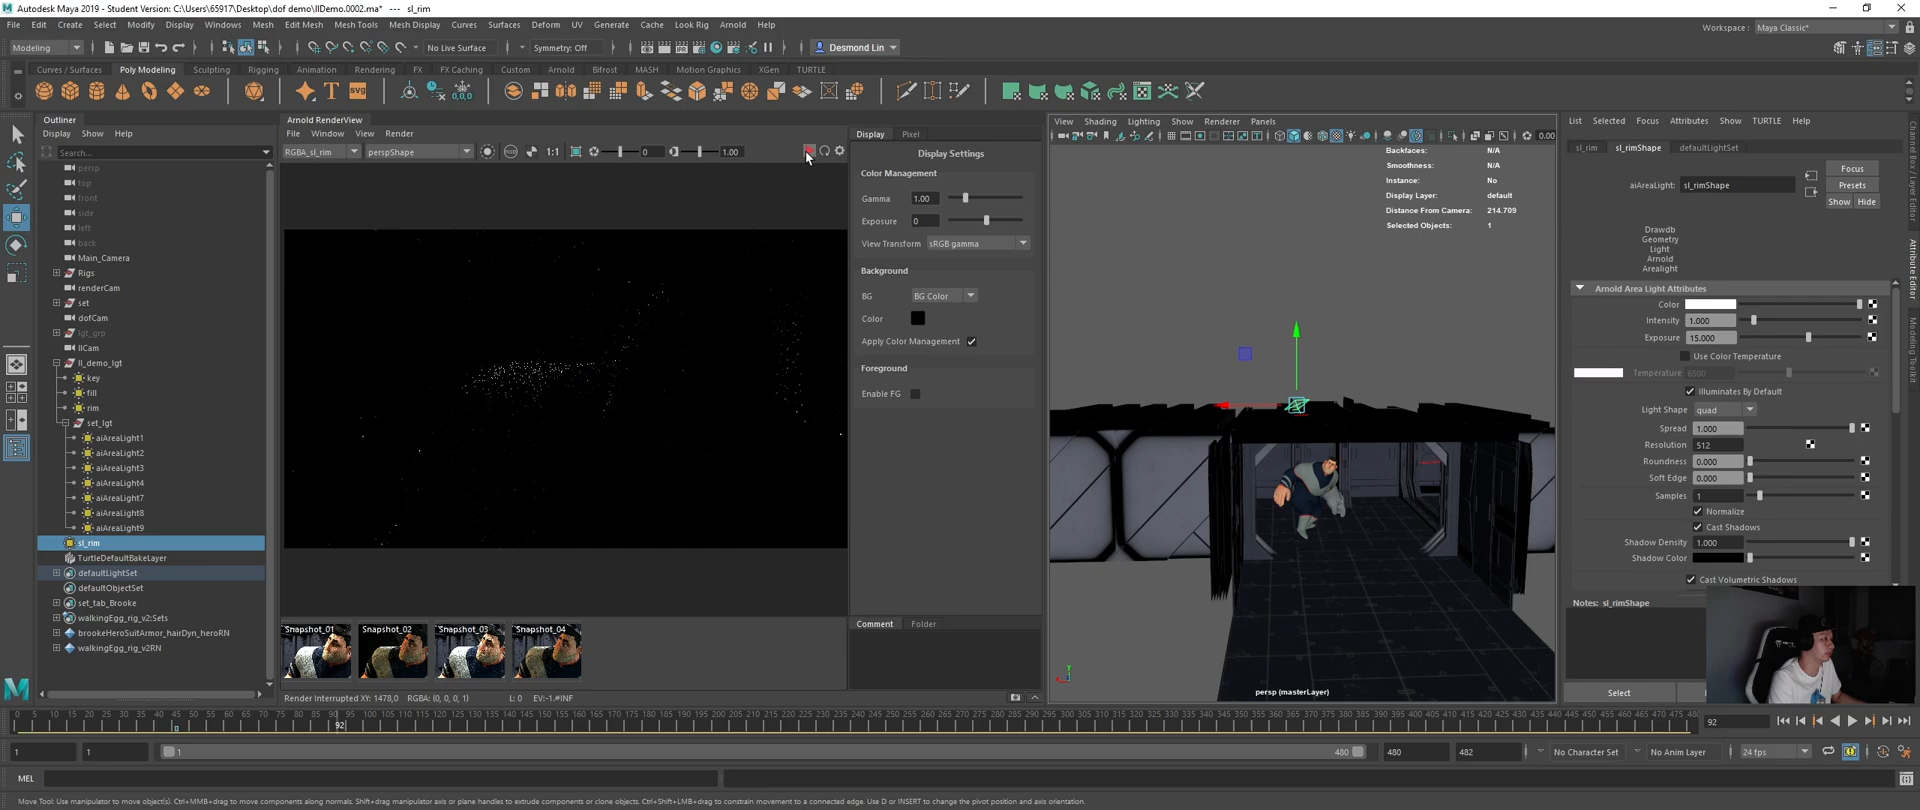 Autodesk Maya 2019 - Student Version: C:\Users\65917\Desktop\dof demo\llDemo.0002.ma* --- sl_rim
File Edit Create Select Modify Display Windows Mesh Edit Mesh Mesh Tools Mesh Display Curves Surfaces Deform UV Generate Cache Look Rig Arnold Help
Workspace: Maya Classic*
Modeling No Live Surface Symmetry: Off Desmond Lin
Curves / Surfaces Poly Modeling Sculpting Rigging Animation Rendering FX FX Caching Custom Arnold Bifrost MASH Motion Graphics XGen TURTLE
Outliner
Display Show Help
Search...
persp
top
front
side
left
back
Main_Camera
Rigs
renderCam
set
dofCam
lgt_grp
llCam
ll_demo_lgt
key
fill
rim
set_lgt
aiAreaLight1
aiAreaLight2
aiAreaLight3
aiAreaLight4
aiAreaLight7
aiAreaLight8
aiAreaLight9
sl_rim
TurtleDefaultBakeLayer
defaultLightSet
defaultObjectSet
set_tab_Brooke
walkingEgg_rig_v2:Sets
brookeHeroSuitArmor_hairDyn_heroRN
walkingEgg_rig_v2RN
Arnold RenderView
File Window View Render
RGBA_sl_rim perspShape 1:1 0 1.00
Snapshot_01 Snapshot_02 Snapshot_03 Snapshot_04
Render Interrupted XY: 1478,0 RGBA: (0, 0, 0, 1) L: 0 EV:-1.#INF
Display Pixel
Display Settings
Color Management
Gamma 1.00
Exposure 0
View Transform sRGB gamma
Background
BG BG Color
Color
Apply Color Management
Foreground
Enable FG
Comment Folder
View Shading Lighting Show Renderer Panels
0.00
Backfaces: N/A
Smoothness: N/A
Instance: No
Display Layer: default
Distance From Camera: 214.709
Selected Objects: 1
persp (masterLayer)
List Selected Focus Attributes Show TURTLE Help
sl_rim sl_rimShape defaultLightSet
aiAreaLight: sl_rimShape
Focus
Presets
Show Hide
Drawdb
Geometry
Light
Arnold
Arealight
Arnold Area Light Attributes
Color
Intensity 1.000
Exposure 15.000
Use Color Temperature
Temperature 6500
Illuminates By Default
Light Shape quad
Spread 1.000
Resolution 512
Roundness 0.000
Soft Edge 0.000
Samples 1
Normalize
Cast Shadows
Shadow Density 1.000
Shadow Color
Cast Volumetric Shadows
Notes: sl_rimShape
Select
Channel Box / Layer Editor
Attribute Editor
Modeling Toolkit
92
92
1 1 1 480 480 482 No Character Set No Anim Layer 24 fps
MEL
Move Tool: Use manipulator to move object(s). Ctrl+MMB+drag to move components along normals. Shift+drag manipulator axis or plane handles to extrude components or clone objects. Ctrl+Shift+LMB+drag to constrain movement to a connected edge. Use D or INSERT to change the pivot position and axis orientation.